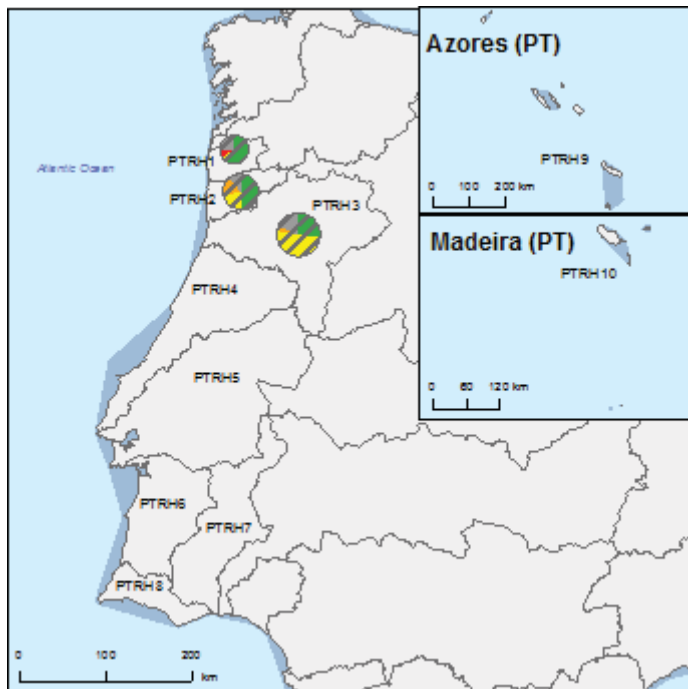 Azores (PT)
PTRH9
0 100 200 km
Madeira (PT)
PTRH10
0 60 120 km
Atlantic Ocean
PTRH1
PTRH2
PTRH3
PTRH4
PTRH5
PTRH6
PTRH7
PTRH8
0 100 200
km